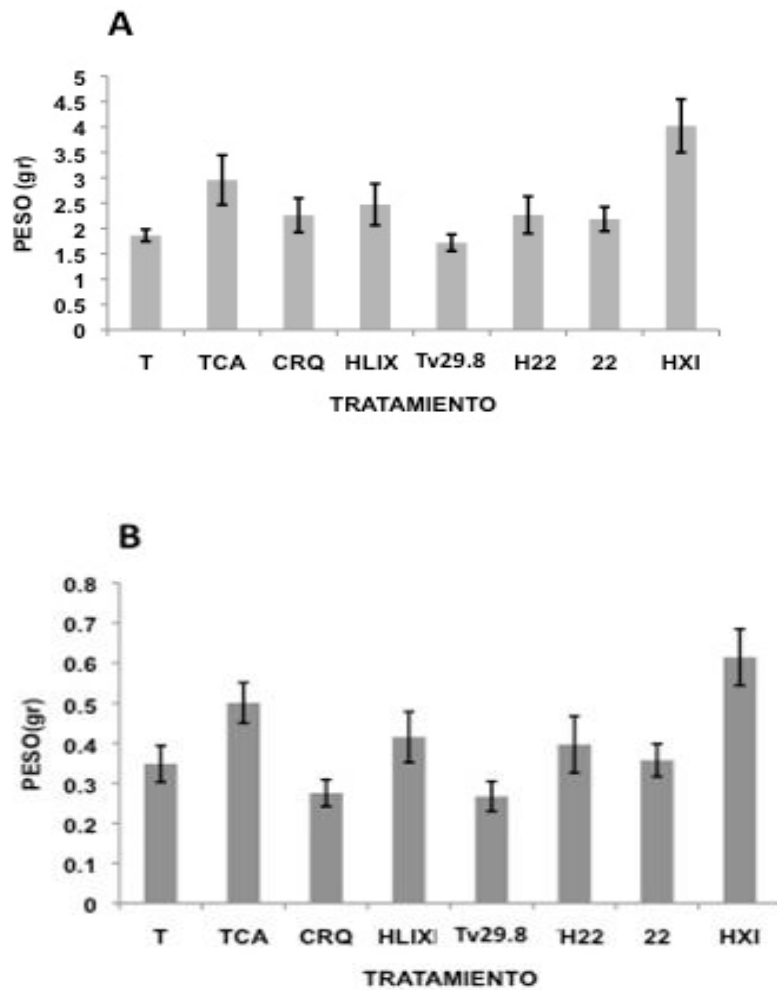 A
5
4.5
4
3.5
3
2.5
2
1.5
1
0.5
0
PESO (gr)
T TCA CRQ HLIX Tv29.8 H22 22 HXI
TRATAMIENTO
B
0.8
0.7
0.6
0.5
0.4
0.3
0.2
0.1
0
PESO(gr)
T TCA CRQ HLIX Tv29.8 H22 22 HXI
TRATAMIENTO